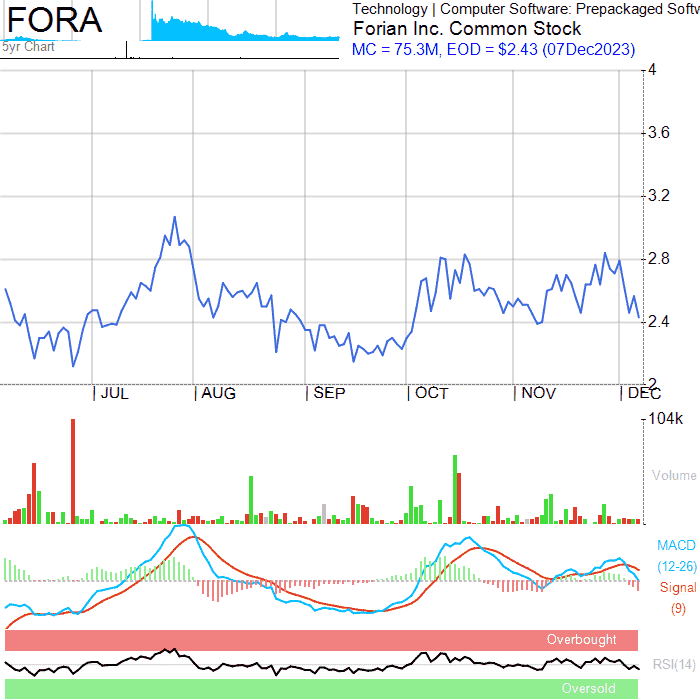 FORA
5yr Chart
Technology | Computer Software: Prepackaged Softw
Forian Inc. Common Stock
MC = 75.3M, EOD = $2.43 (07Dec2023)
4
3.6
3.2
2.8
2.4
2
JUL AUG SEP OCT NOV DEC
104k
Volume
MACD
(12-26)
Signal
(9)
Overbought
RSI(14)
Oversold